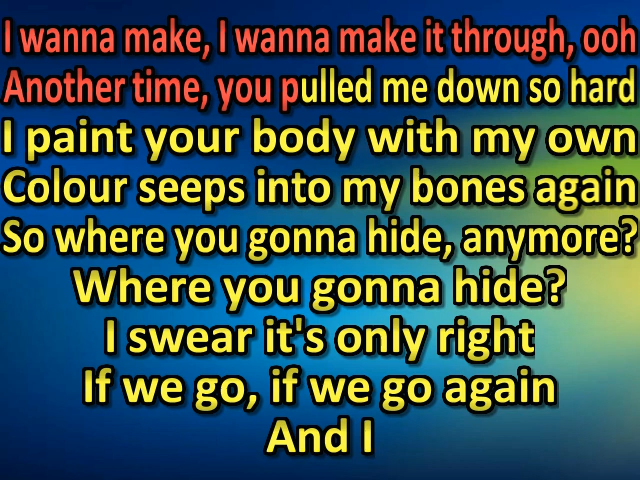 I wanna make, I wanna make it through, ooh
Another time, you pulled me down so hard
I paint your body with my own
Colour seeps into my bones again
So where you gonna hide, anymore?
Where you gonna hide?
I swear it's only right
If we go, if we go again
And I